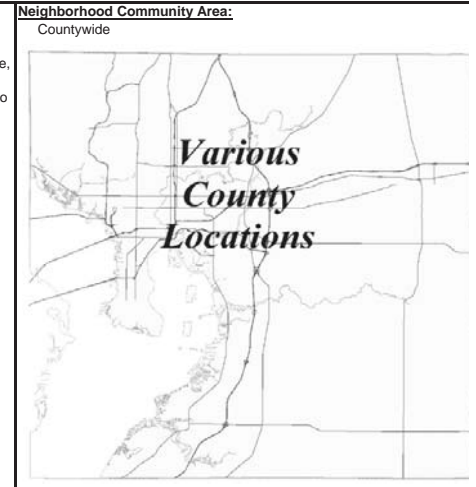 Neighborhood Community Area:
Countywide
e,
o
Various
County
Locations